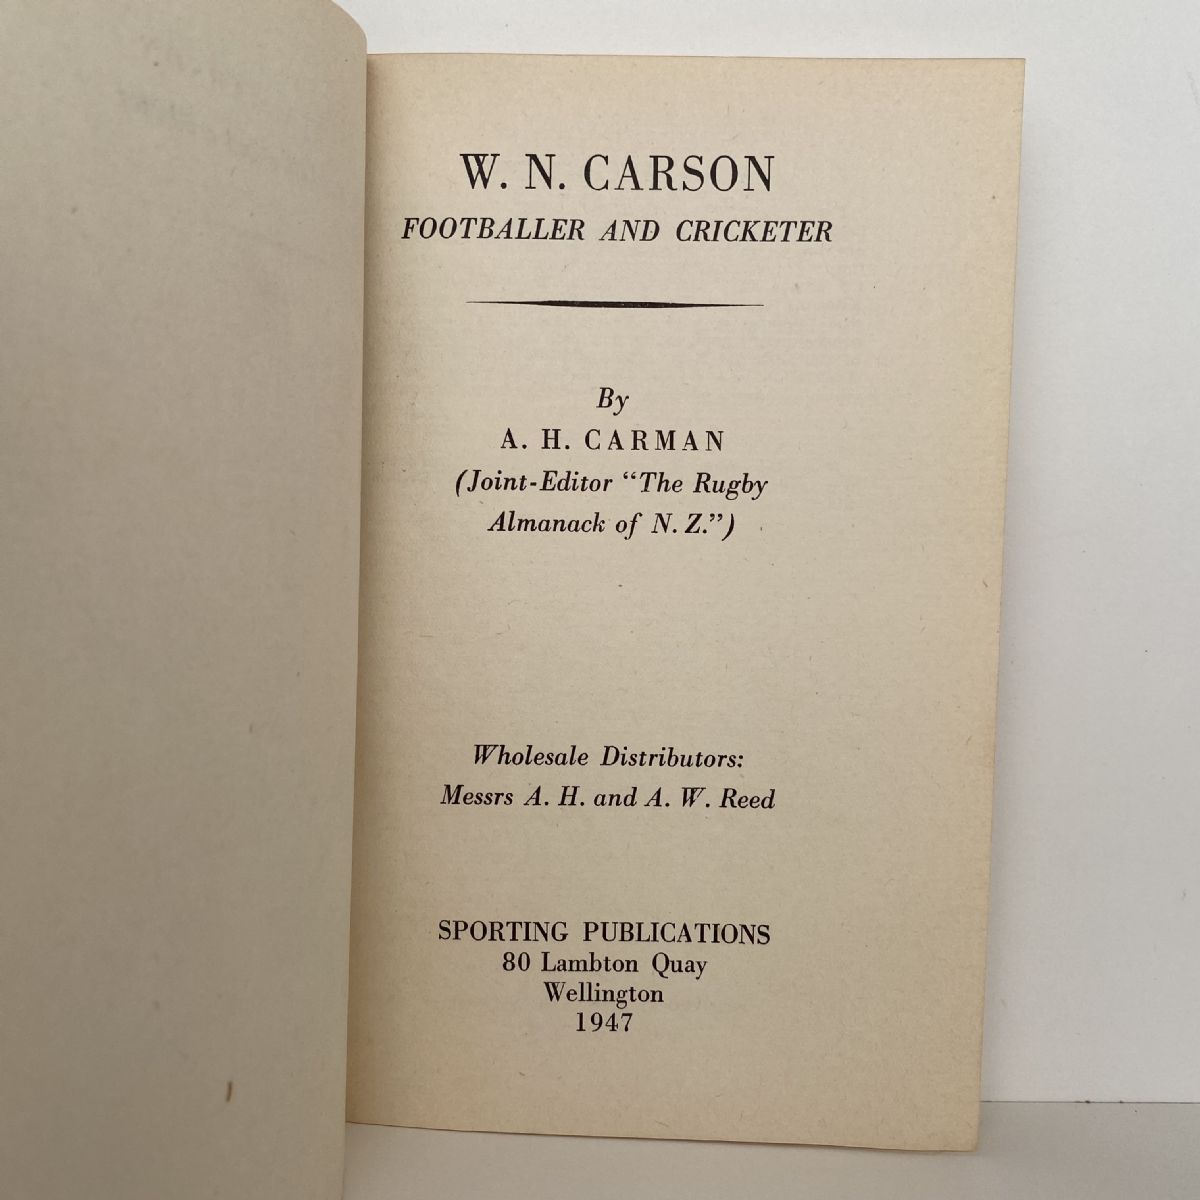 W. N. CARSON
FOOTBALLER AND CRICKETER
By
A. H. CARMAN
(Joint-Editor “The Rugby
Almanack of N. Z.”)
Wholesale Distributors:
Messrs A. H. and A. W. Reed
SPORTING PUBLICATIONS
80 Lambton Quay
Wellington
1947